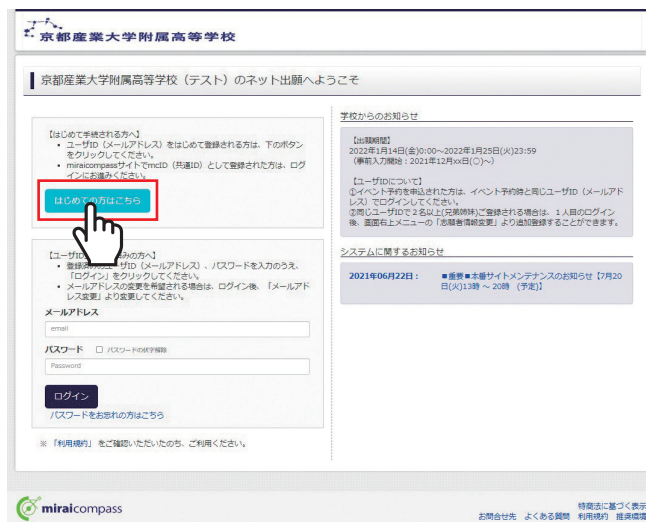 京都産業大学附属高等学校
京都産業大学附属高等学校（テスト）のネット出願へようこそ
【はじめて手続される方へ】
• ユーザID（メールアドレス）をはじめて登録される方は、下のボタン
をクリックしてください。
• miraicompassサイトでmcID（共通ID）として登録された方は、ログ
インにお進みください。
はじめての方はこちら
【ユーザID 済みの方へ】
• 登録済 ユーザID（メールアドレス）、パスワードを入力のうえ、
「ログイン」をクリックしてください。
• メールアドレスの変更を希望される場合は、ログイン後、「メールアド
レス変更」より変更してください。
メールアドレス
email
パスワード □ パスワードの伏字解除
Password
ログイン
パスワードをお忘れの方はこちら
※ 「利用規約」 をご確認いただいたのち、ご利用ください。
学校からのお知らせ
【出願期間】
2022年1月14日(金)0:00～2022年1月25日(火)23:59
（事前入力開始：2021年12月xx日(○)～）
【ユーザIDについて】
①イベント予約を申込された方は、イベント予約時と同じユーザID（メールアド
レス）でログインしてください。
②同じユーザIDで２名以上(兄弟姉妹)ご登録される場合は、１人目のログイン
後、画面右上メニューの「志願者情報変更」より追加登録することができます。
システムに関するお知らせ
2021年06月22日： ■重要■本番サイトメンテナンスのお知らせ【7月20
日(火)13時 ～ 20時 (予定)】
miraicompass
特商法に基づく表示
お問合せ先 よくある質問 利用規約 推奨環境